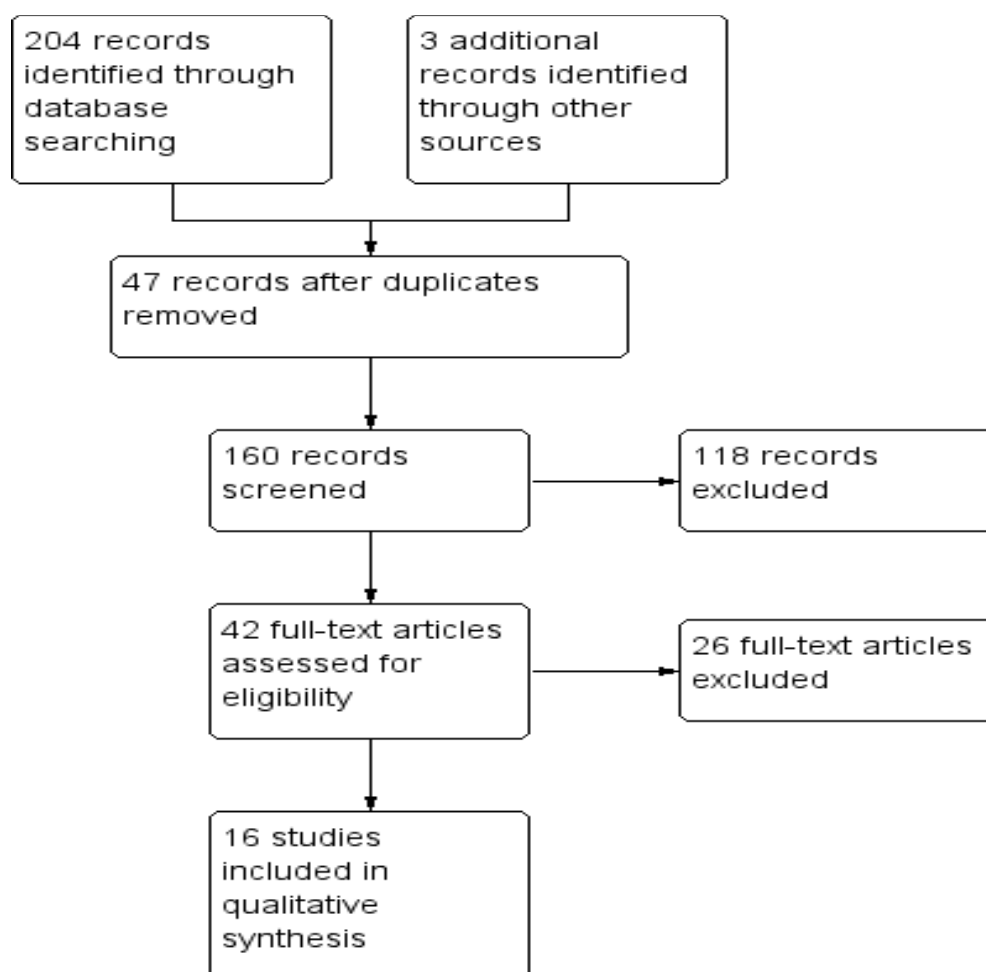 204 records
identified through
database
searching
3 additional
records identified
through other
sources
47 records after duplicates
removed
160 records
screened
118 records
excluded
42 full-text articles
assessed for
eligibility
26 full-text articles
excluded
16 studies
included in
qualitative
synthesis